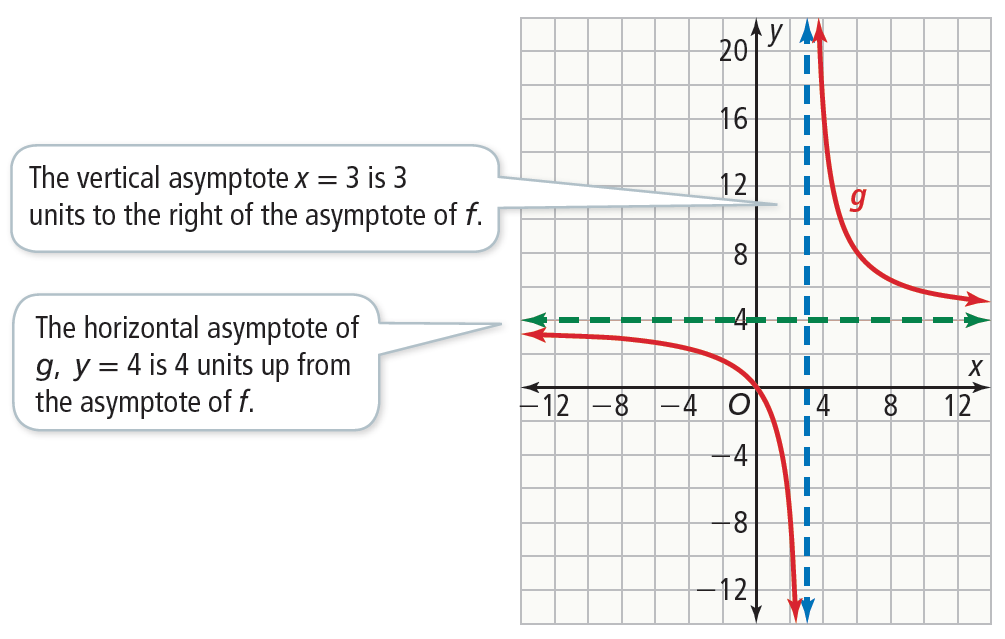 The vertical asymptote x = 3 is 3
units to the right of the asymptote of f.
The horizontal asymptote of
g, y = 4 is 4 units up from
the asymptote of f.
y
20
16
12
8
4
g
x
−12 −8 −4 O 4 8 12
−4
−8
−12